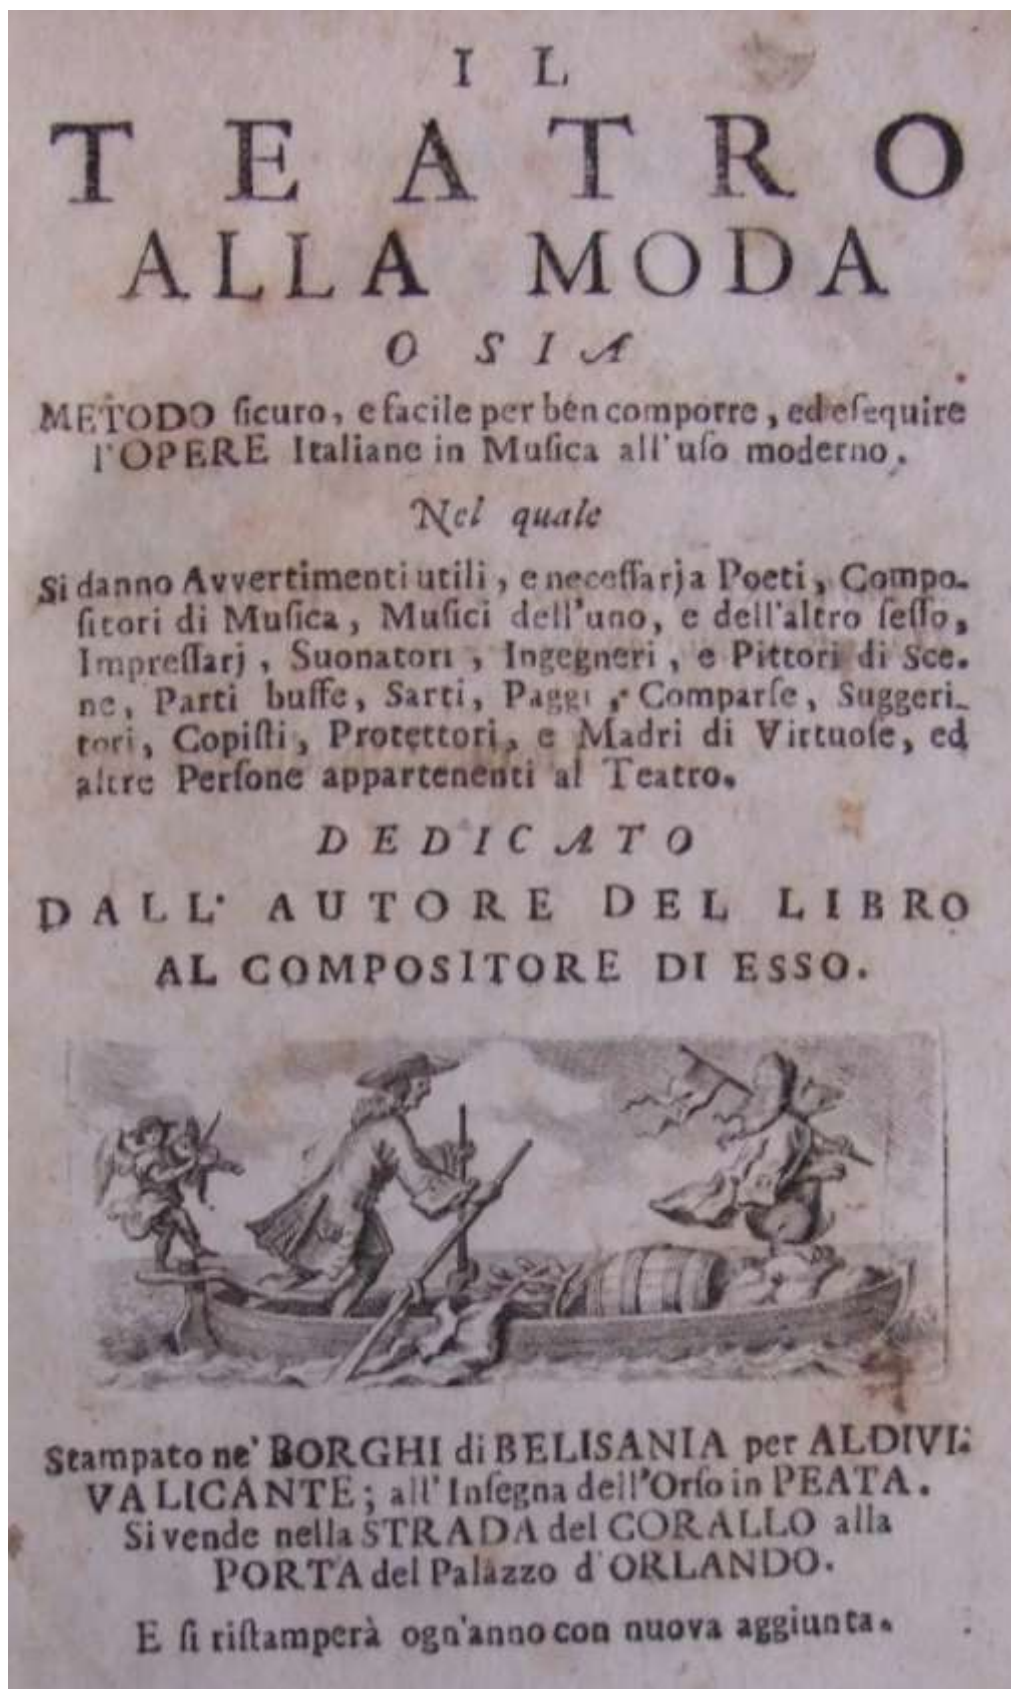 IL
TEATRO
ALLA MODA
O SIA
METODO ſicuro, e facile per ben comporre, ed eſequire
l'OPERE Italiane in Muſica all'uſo moderno.
Nel quale
Si danno Avvertimenti utili, e neceſſarj a Poeti, Compo-
ſitori di Muſica, Muſici dell'uno, e dell'altro ſeſſo,
Impreſſarj, Suonatori, Ingegneri, e Pittori di Sce-
ne, Parti buffe, Sarti, Paggi, Comparſe, Suggeri-
tori, Copiſti, Protettori, e Madri di Virtuoſe, ed
altre Perſone appartenenti al Teatro.
DEDICATO
DALL' AUTORE DEL LIBRO
AL COMPOSITORE DI ESSO.
Stampato ne' BORGHI di BELISANIA per ALDIVI-
VALICANTE; all'Inſegna dell'Orſo in PEATA.
Si vende nella STRADA del CORALLO alla
PORTA del Palazzo d'ORLANDO.
E ſi riſtamperà ogn'anno con nuova aggiunta.